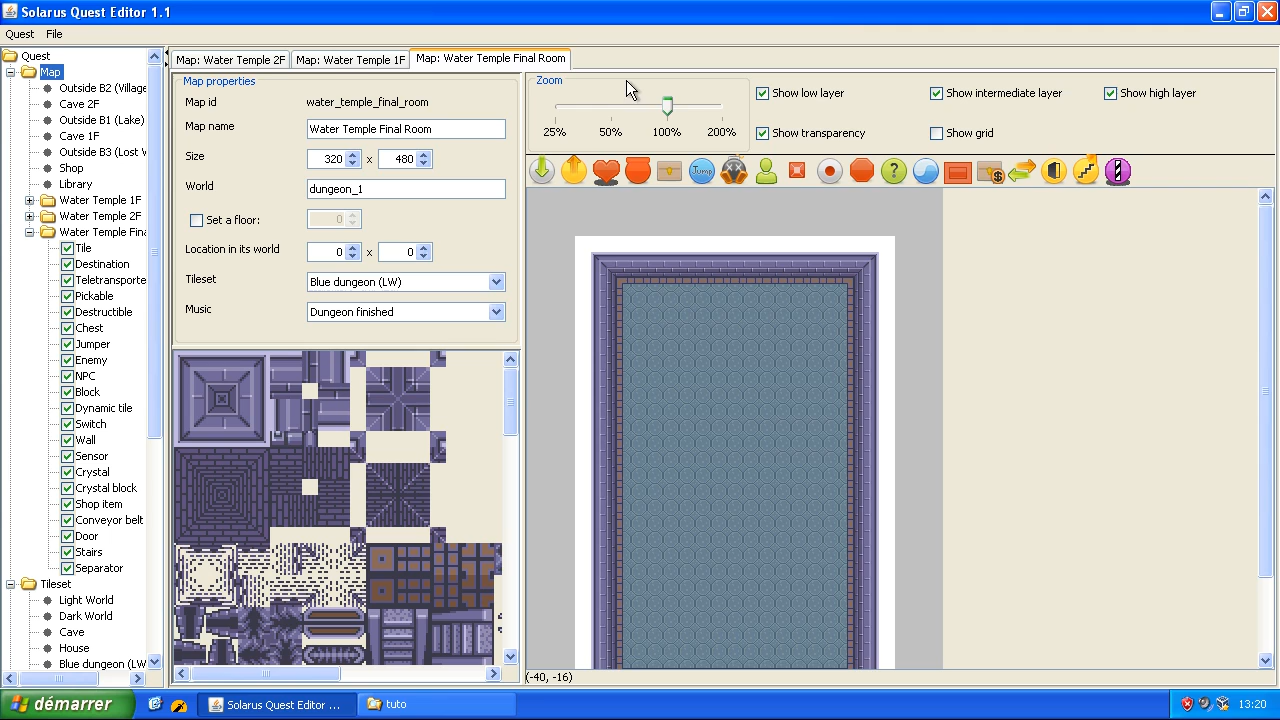 Solarus Quest Editor 1.1
Quest File
Quest
Map
Outside B2 (Village
Cave 2F
Outside B1 (Lake)
Cave 1F
Outside B3 (Lost W
Shop
Library
Water Temple 1F
Water Temple 2F
Water Temple Fina
Tile
Destination
Teletransporte
Pickable
Destructible
Chest
Jumper
Enemy
NPC
Block
Dynamic tile
Switch
Wall
Sensor
Crystal
Crystal block
Shop item
Conveyor belt
Door
Stairs
Separator
Tileset
Light World
Dark World
Cave
House
Blue dungeon (LW
Map: Water Temple 2F Map: Water Temple 1F Map: Water Temple Final Room
Map properties
Map id water_temple_final_room
Map name Water Temple Final Room
Size 320 x 480
World dungeon_1
Set a floor: 0
Location in its world 0 x 0
Tileset Blue dungeon (LW)
Music Dungeon finished
Zoom
25% 50% 100% 200%
Show low layer Show intermediate layer Show high layer
Show transparency Show grid
Jump ? $
(-40, -16)
démarrer Solarus Quest Editor ... tuto 13:20